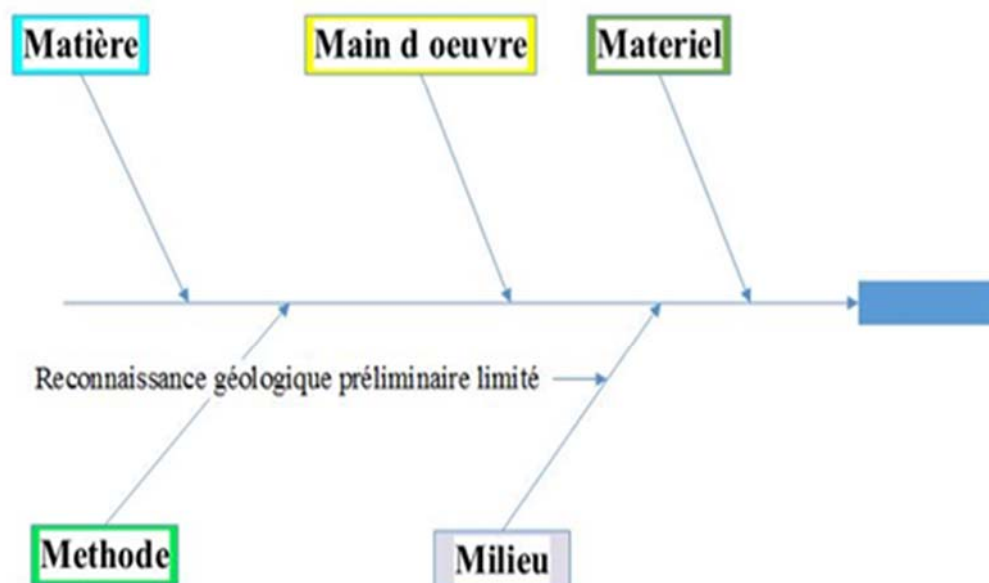 Matière
Main d oeuvre
Materiel
Reconnaissance géologique préliminaire limité
Methode
Milieu